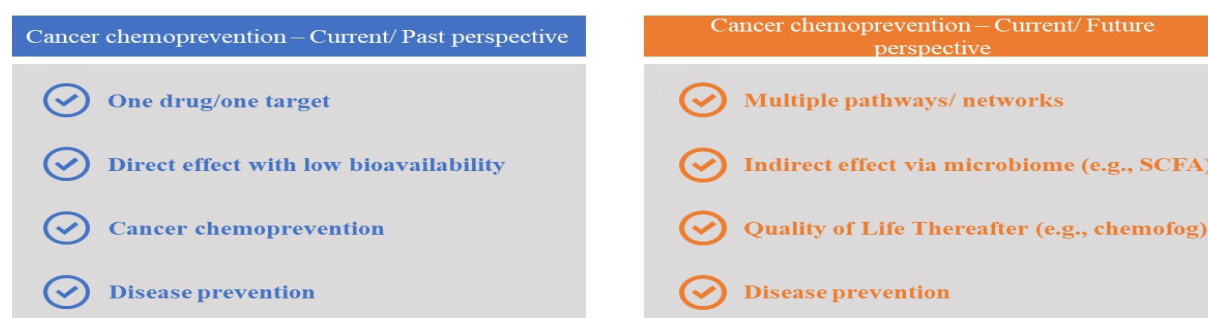 Cancer chemoprevention – Current/ Past perspective
One drug/one target
Direct effect with low bioavailability
Cancer chemoprevention
Disease prevention
Cancer chemoprevention – Current/ Future
perspective
Multiple pathways/ networks
Indirect effect via microbiome (e.g., SCFA)
Quality of Life Thereafter (e.g., chemofog)
Disease prevention